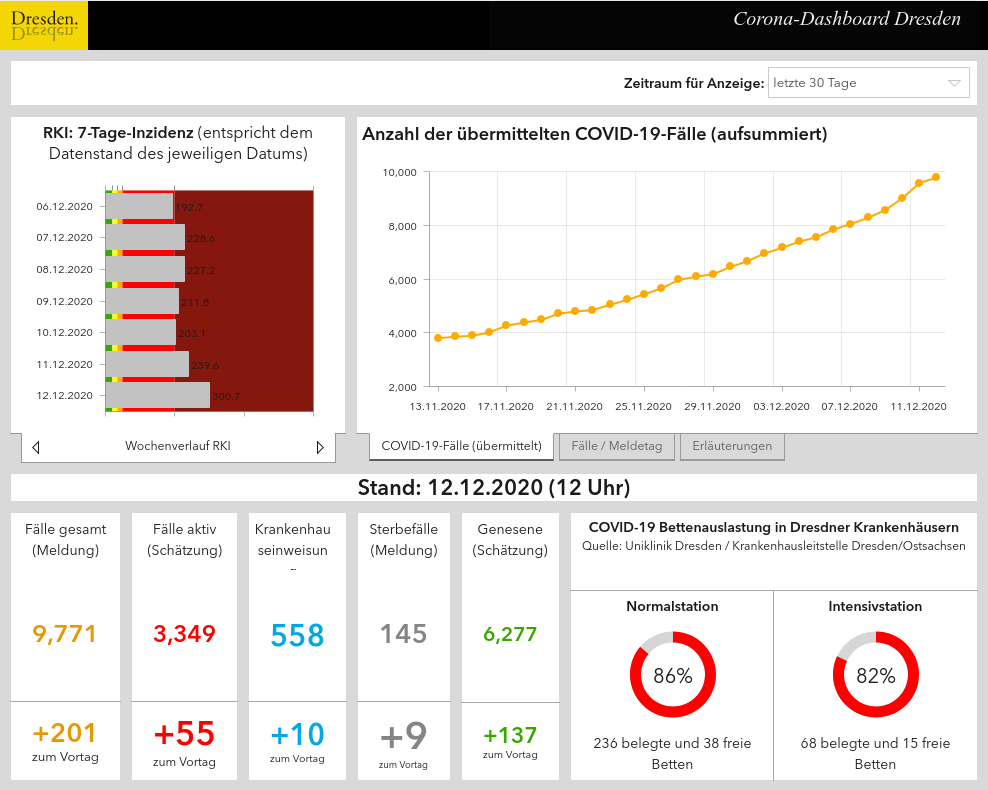 Dresden.
Dresden.
Corona-Dashboard Dresden
Zeitraum für Anzeige:
letzte 30 Tage
RKI: 7-Tage-Inzidenz (entspricht dem
Datenstand des jeweiligen Datums)
06.12.2020
192.7
07.12.2020
228.6
08.12.2020
227.2
09.12.2020
211.8
10.12.2020
203.1
11.12.2020
239.6
12.12.2020
300.7
Wochenverlauf RKI
Anzahl der übermittelten COVID-19-Fälle (aufsummiert)
10,000
8,000
6,000
4,000
2,000
13.11.2020
17.11.2020
21.11.2020
25.11.2020
29.11.2020
03.12.2020
07.12.2020
11.12.2020
COVID-19-Fälle (übermittelt)
Fälle / Meldetag
Erläuterungen
Stand: 12.12.2020 (12 Uhr)
Fälle gesamt
(Meldung)
9,771
+201
zum Vortag
Fälle aktiv
(Schätzung)
3,349
+55
zum Vortag
Krankenhau
seinweisun
558
+10
zum Vortag
Sterbefälle
(Meldung)
145
+9
zum Vortag
Genesene
(Schätzung)
6,277
+137
zum Vortag
COVID-19 Bettenauslastung in Dresdner Krankenhäusern
Quelle: Uniklinik Dresden / Krankenhausleitstelle Dresden/Ostsachsen
Normalstation
86%
236 belegte und 38 freie
Betten
Intensivstation
82%
68 belegte und 15 freie
Betten